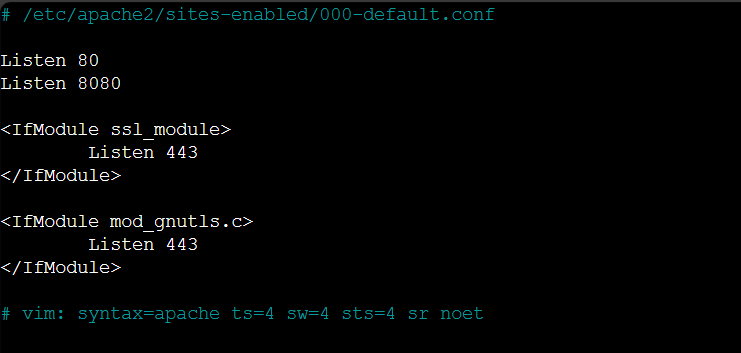 # /etc/apache2/sites-enabled/000-default.conf
Listen 80
Listen 8080
<IfModule ssl_module>
Listen 443
</IfModule>
<IfModule mod_gnutls.c>
Listen 443
</IfModule>
# vim: syntax=apache ts=4 sw=4 sts=4 sr noet